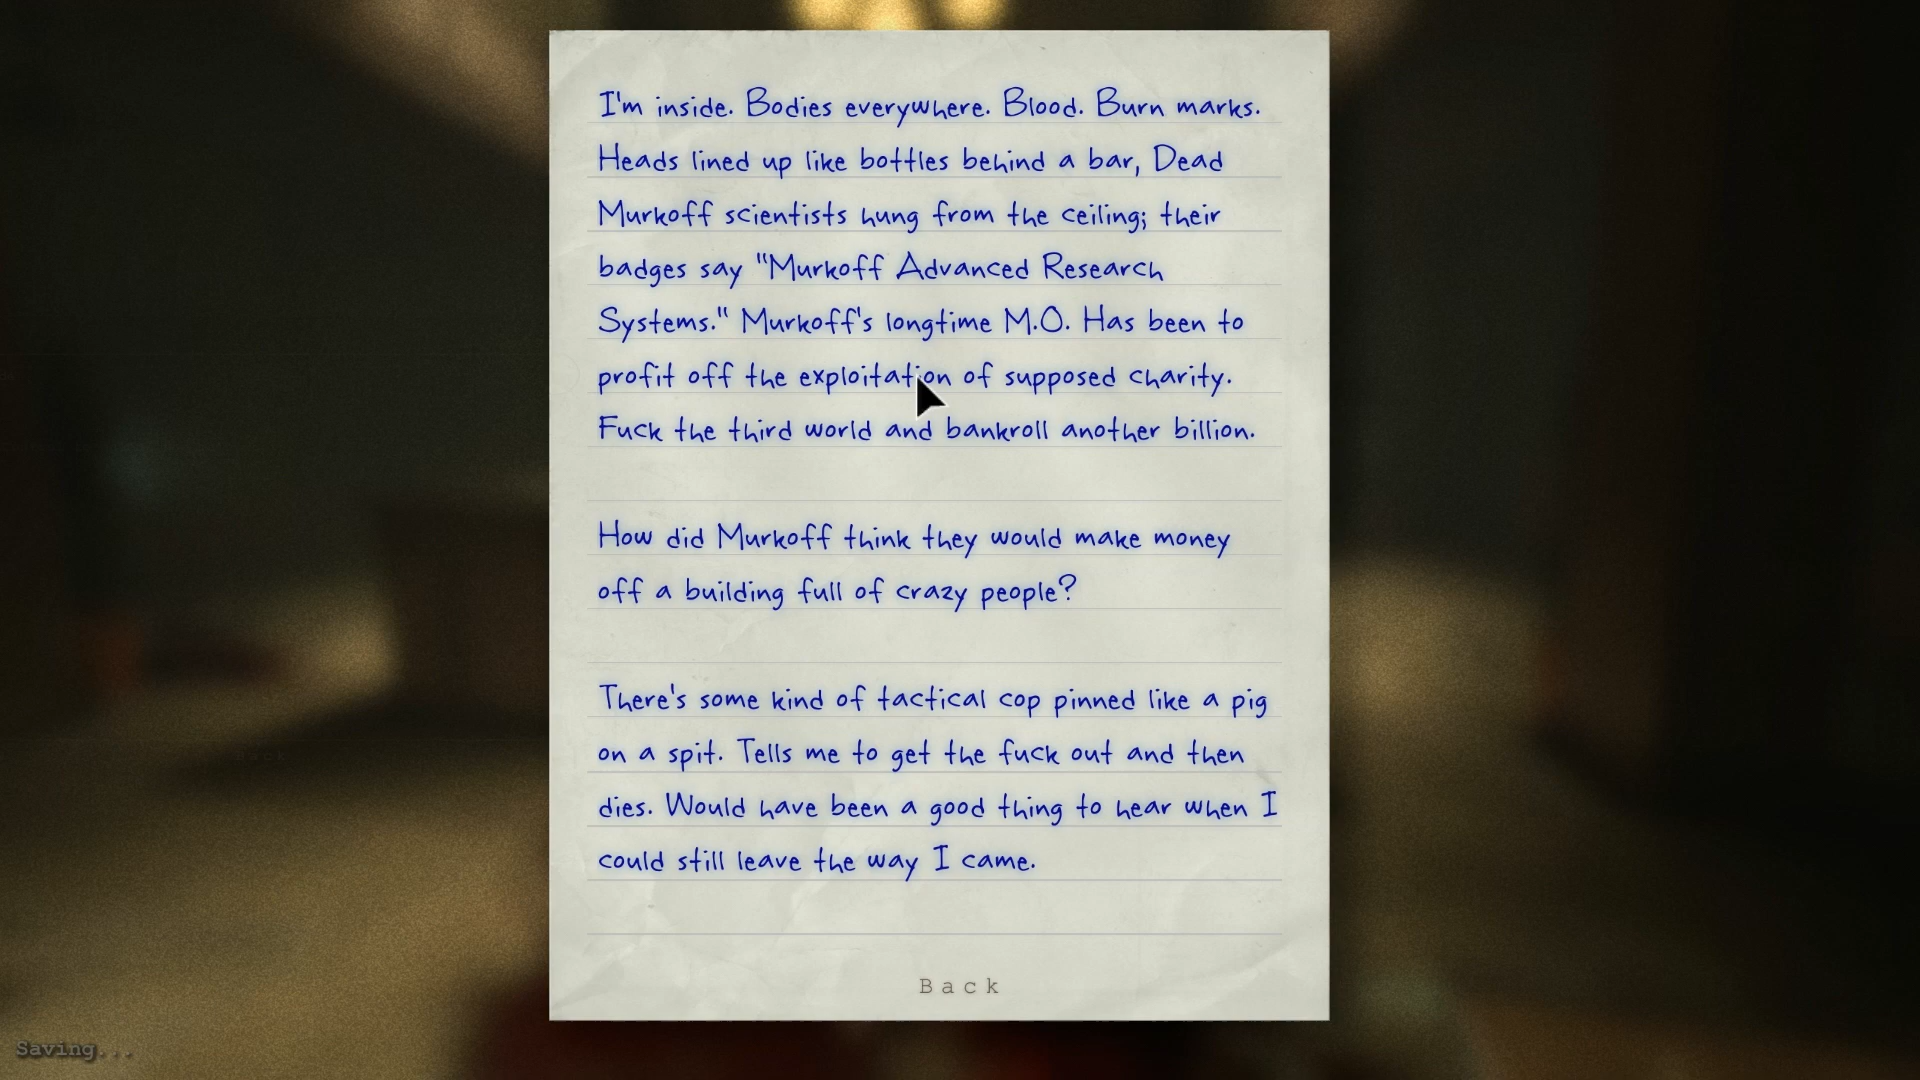 I'm inside. Bodies everywhere. Blood. Burn marks.
Heads lined up like bottles behind a bar, Dead
Murkoff scientists hung from the ceiling; their
badges say "Murkoff Advanced Research
Systems." Murkoff's longtime M.O. Has been to
profit off the exploitation of supposed charity.
Fuck the third world and bankroll another billion.
How did Murkoff think they would make money
off a building full of crazy people?
There's some kind of tactical cop pinned like a pig
on a spit. Tells me to get the fuck out and then
dies. Would have been a good thing to hear when I
could still leave the way I came.
Back
Saving...